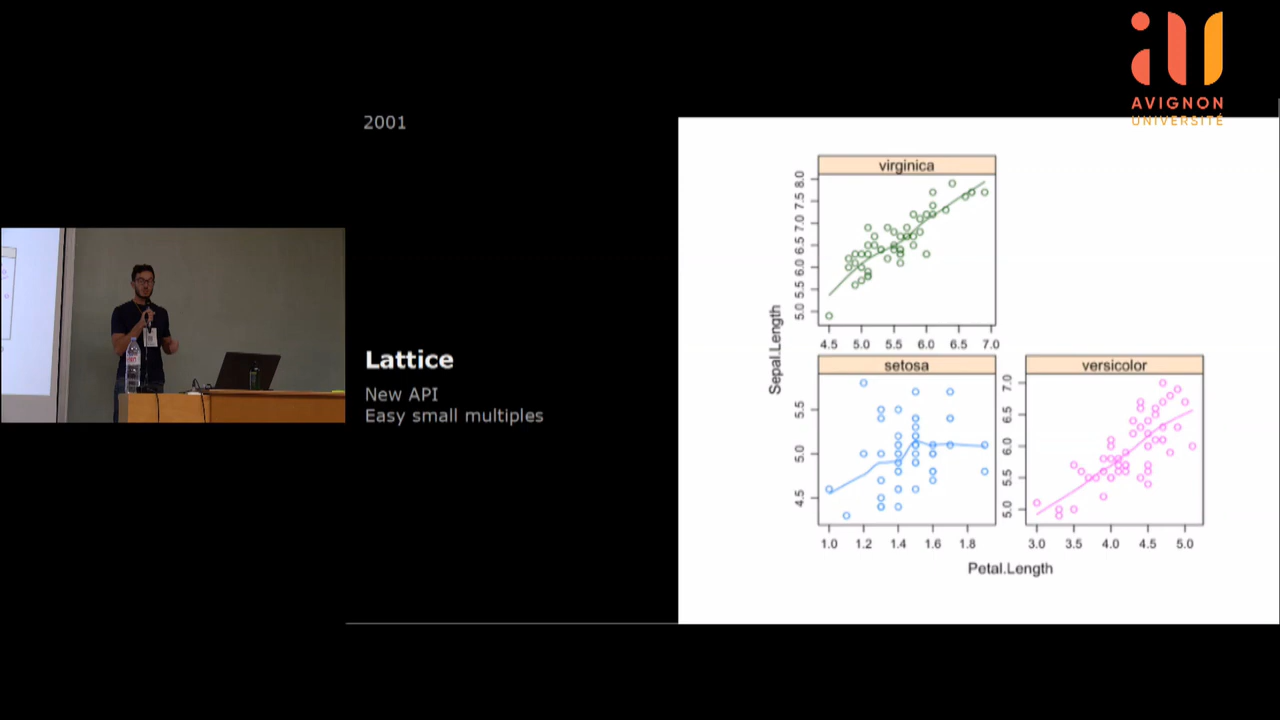 AVIGNON
UNIVERSITÉ
2001
Lattice
New API
Easy small multiples
virginica
8.0
7.5
7.0
6.5
6.0
5.5
5.0
4.5 5.0 5.5 6.0 6.5 7.0
Sepal.Length
setosa
5.5
5.0
4.5
1.0 1.2 1.4 1.6 1.8
versicolor
7.0
6.5
6.0
5.5
5.0
3.0 3.5 4.0 4.5 5.0
Petal.Length